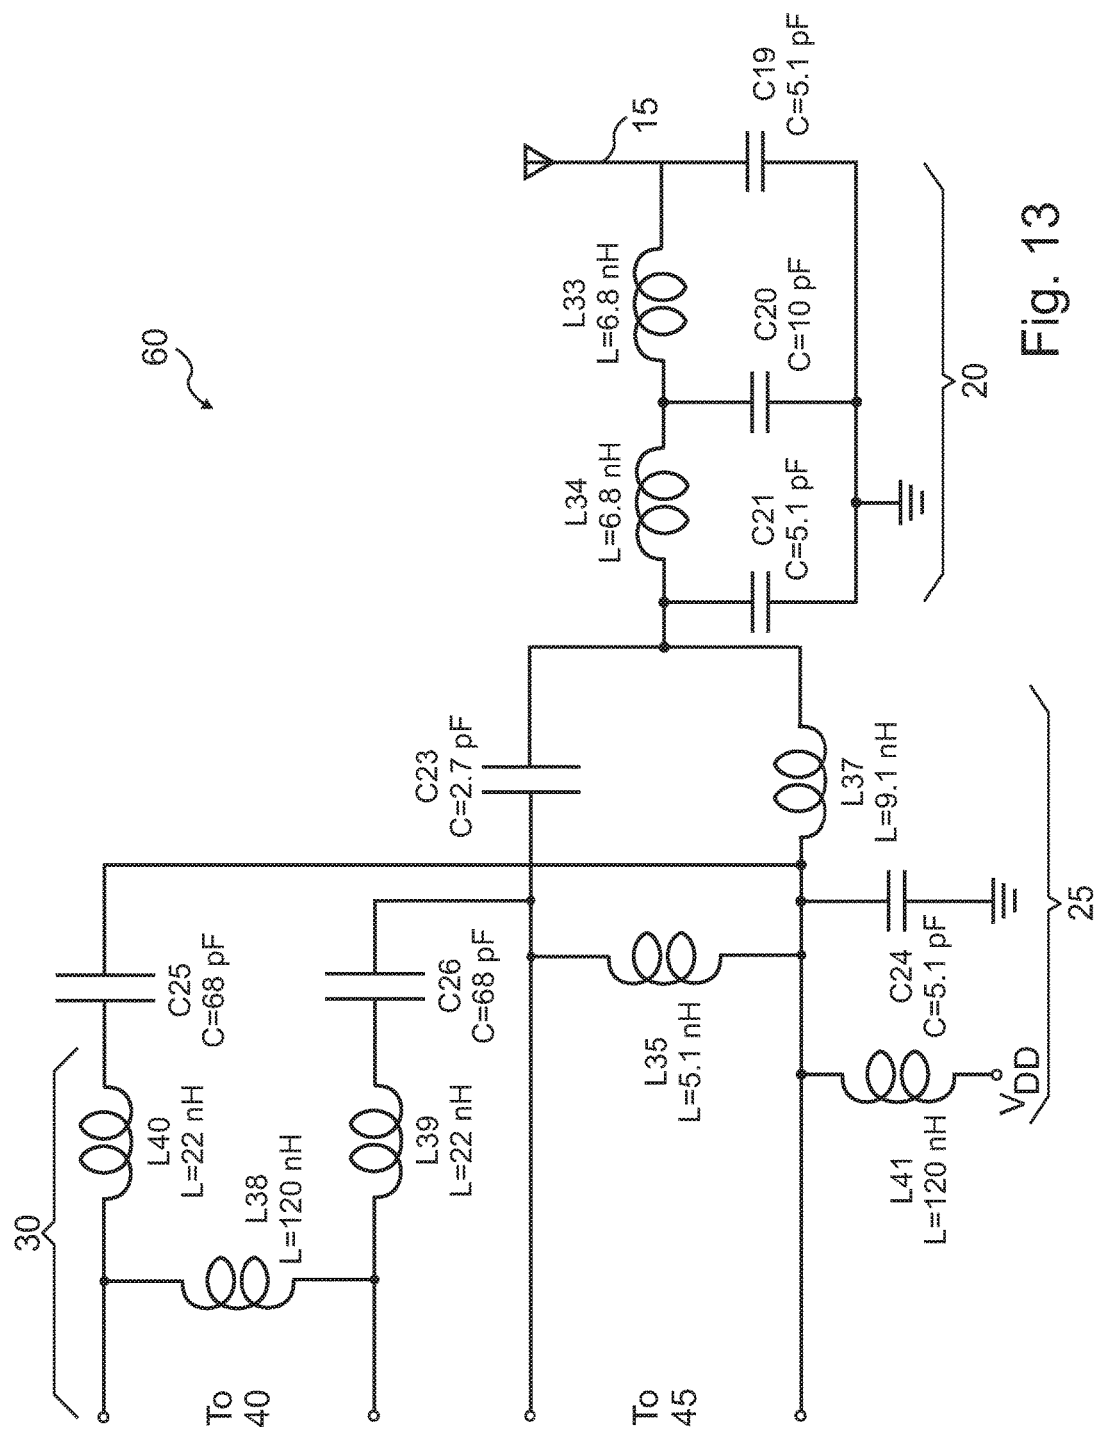 60
30
To
40
L40
L=22 nH
C25
C=68 pF
L38
L=120 nH
L39
L=22 nH
C26
C=68 pF
C23
C=2.7 pF
To
45
L35
L=5.1 nH
L37
L=9.1 nH
L41
L=120 nH
VDD
C24
C=5.1 pF
25
L34
L=6.8 nH
L33
L=6.8 nH
15
C21
C=5.1 pF
C20
C=10 pF
C19
C=5.1 pF
20
Fig. 13